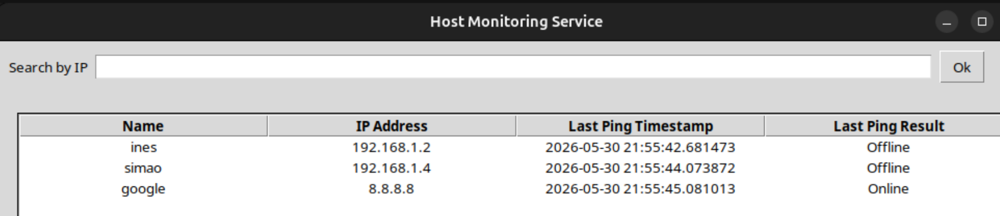 Host Monitoring Service
Search by IP Ok
Name IP Address Last Ping Timestamp Last Ping Result
ines 192.168.1.2 2026-05-30 21:55:42.681473 Offline
simao 192.168.1.4 2026-05-30 21:55:44.073872 Offline
google 8.8.8.8 2026-05-30 21:55:45.081013 Online